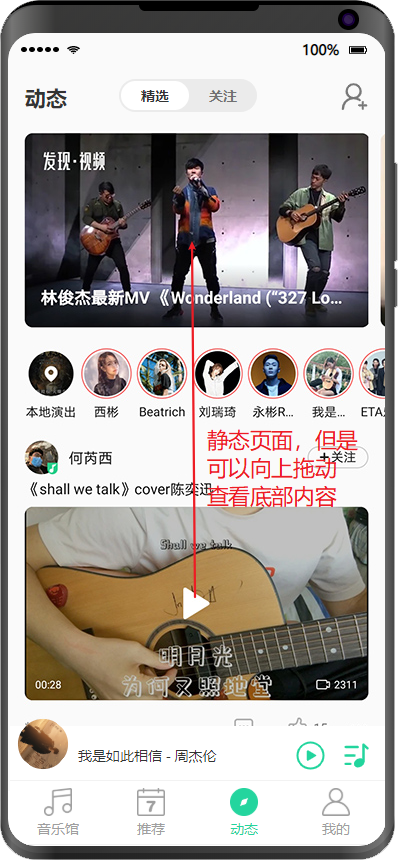 100%
动态
精选
关注
发现·视频
林俊杰最新MV 《Wonderland (“327 Lo...
本地演出
西彬
Beatrich
刘瑞琦
永彬R...
我是...
何芮西
+关注
静态页面，但是
可以向上拖动
查看底部内容
《shall we talk》cover陈奕迅
Shall we talk
明月光
为何又照地堂
00:28
2311
我是如此相信 - 周杰伦
7
音乐馆
推荐
动态
我的